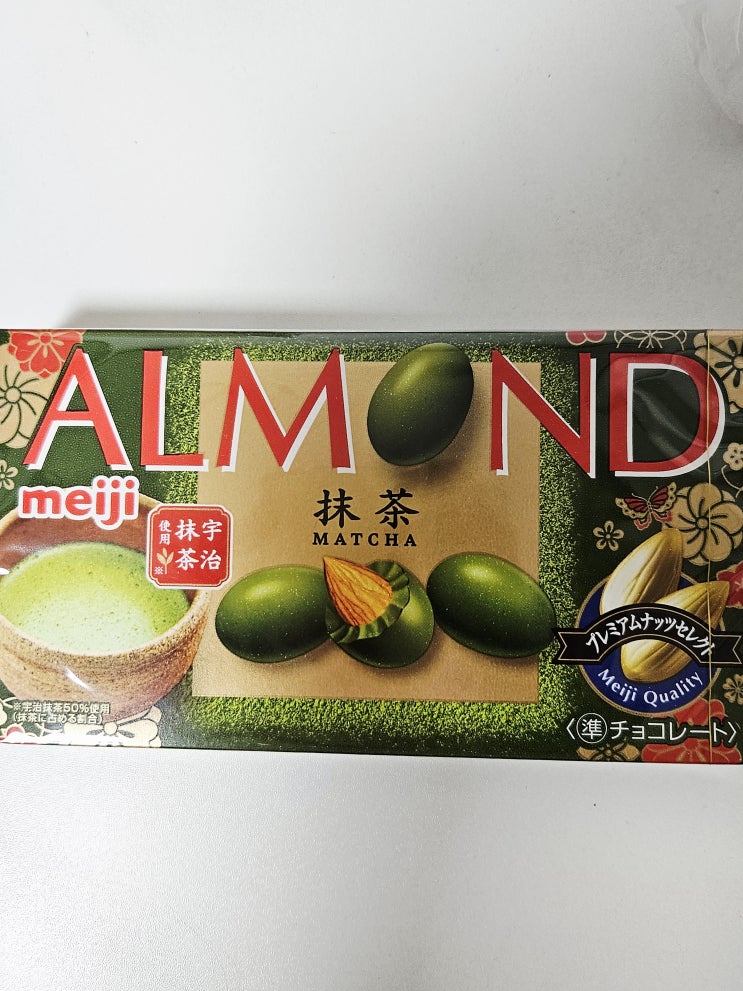 ALMOND
meiji
宇治
抹茶
使用
※
抹茶
MATCHA
※宇治抹茶50%使用
(抹茶に占める割合)
プレミアムナッツセレクト
Meiji Quality
〈準チョコレート〉